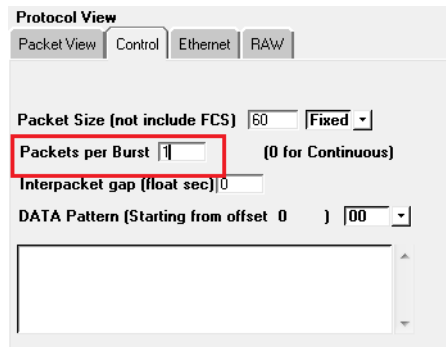 Protocol View
Packet View Control Ethernet RAW
Packet Size (not include FCS) 60 Fixed
Packets per Burst 1 (0 for Continuous)
Interpacket gap (float sec) 0
DATA Pattern (Starting from offset 0 ) 00